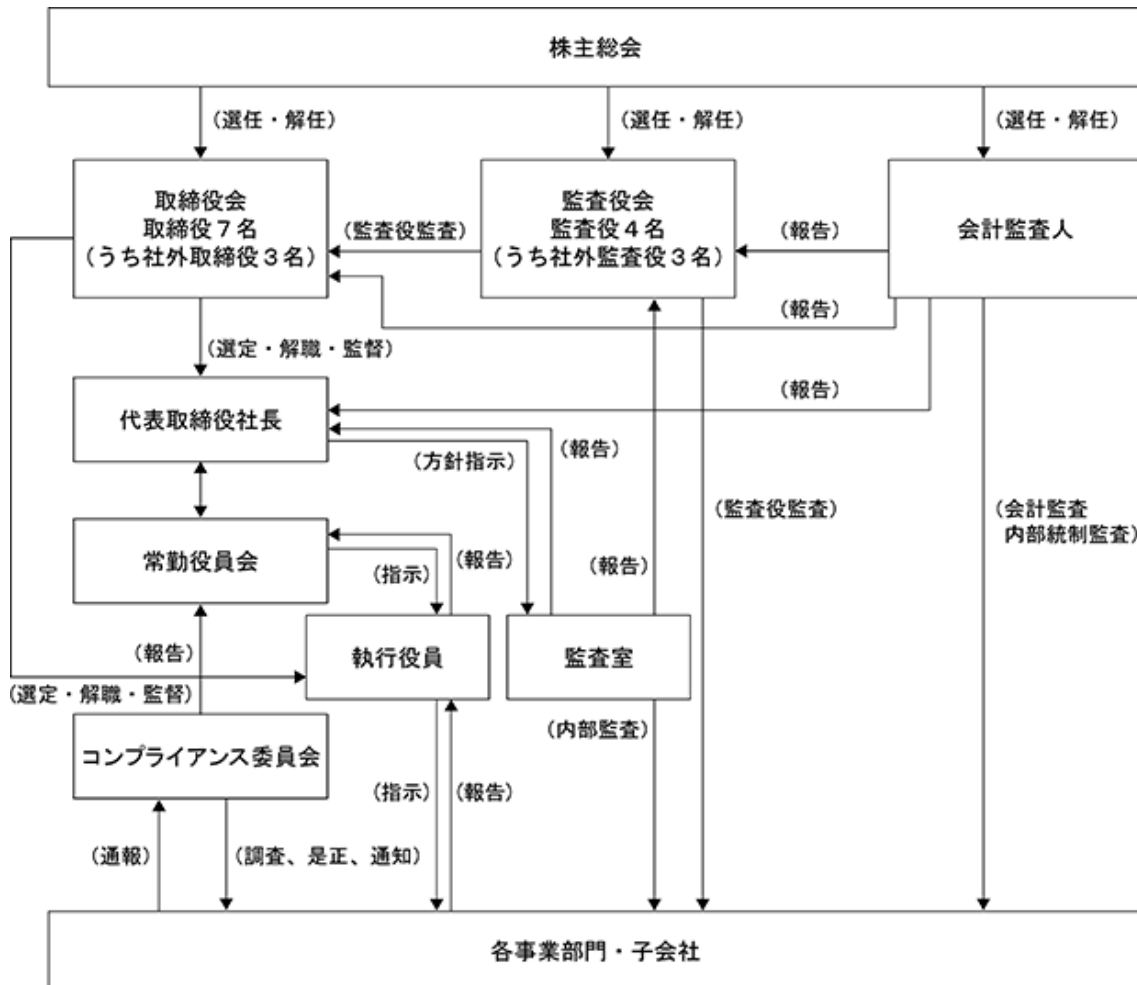 株主総会
(選任・解任)
(選任・解任)
(選任・解任)
取締役会
取締役７名
(うち社外取締役３名)
(監査役監査)
監査役会
監査役４名
(うち社外監査役３名)
(報告)
会計監査人
(報告)
(選定・解職・監督)
(報告)
代表取締役社長
(方針指示)
(報告)
(監査役監査)
(会計監査
内部統制監査)
常勤役員会
(指示)
(報告)
(報告)
(報告)
執行役員
監査室
(選定・解職・監督)
(内部監査)
コンプライアンス委員会
(指示)
(報告)
(通報)
(調査、是正、通知)
各事業部門・子会社